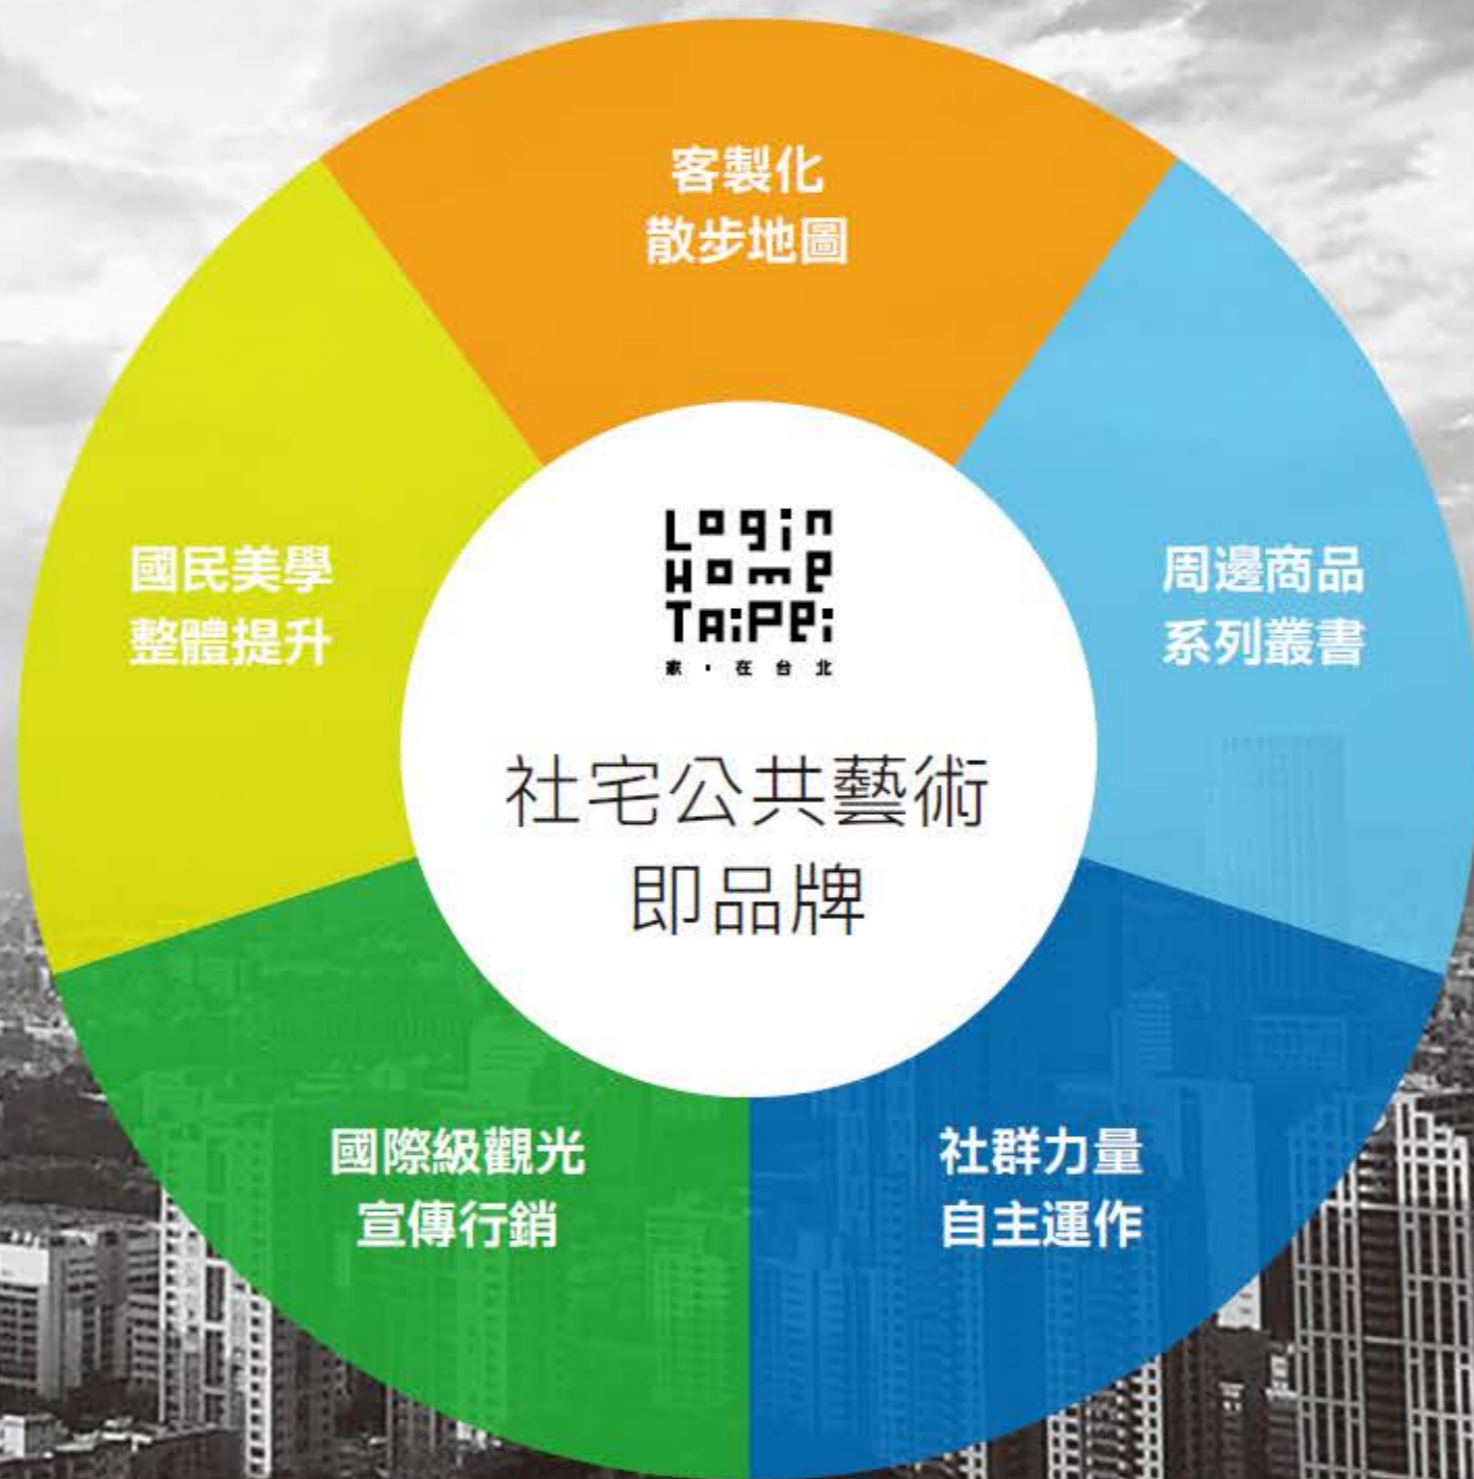 客製化
散步地圖
國民美學
整體提升
Login
Home
TAiPei
家・在台北
社宅公共藝術
即品牌
周邊商品
系列叢書
國際級觀光
宣傳行銷
社群力量
自主運作